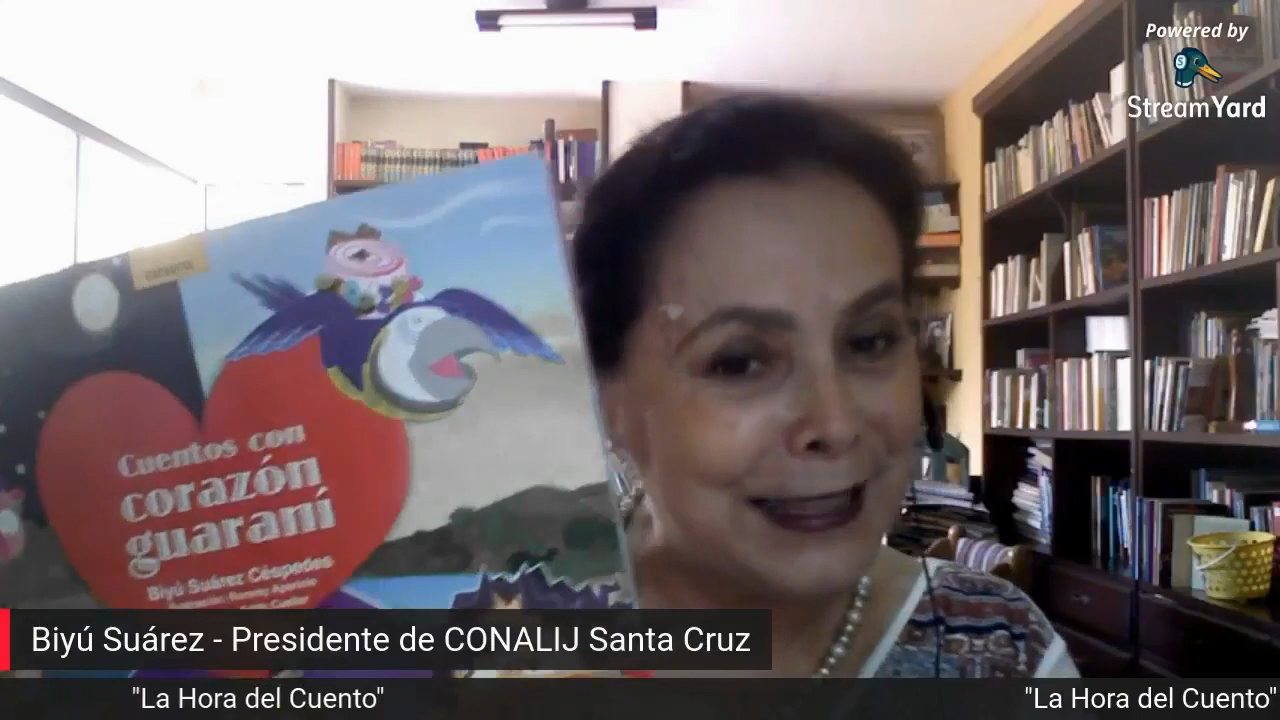 Powered by
StreamYard
Cuentos con
corazón
guaraní
Biyú Suárez Céspedes
Biyú Suárez - Presidente de CONALIJ Santa Cruz
"La Hora del Cuento" "La Hora del Cuento"